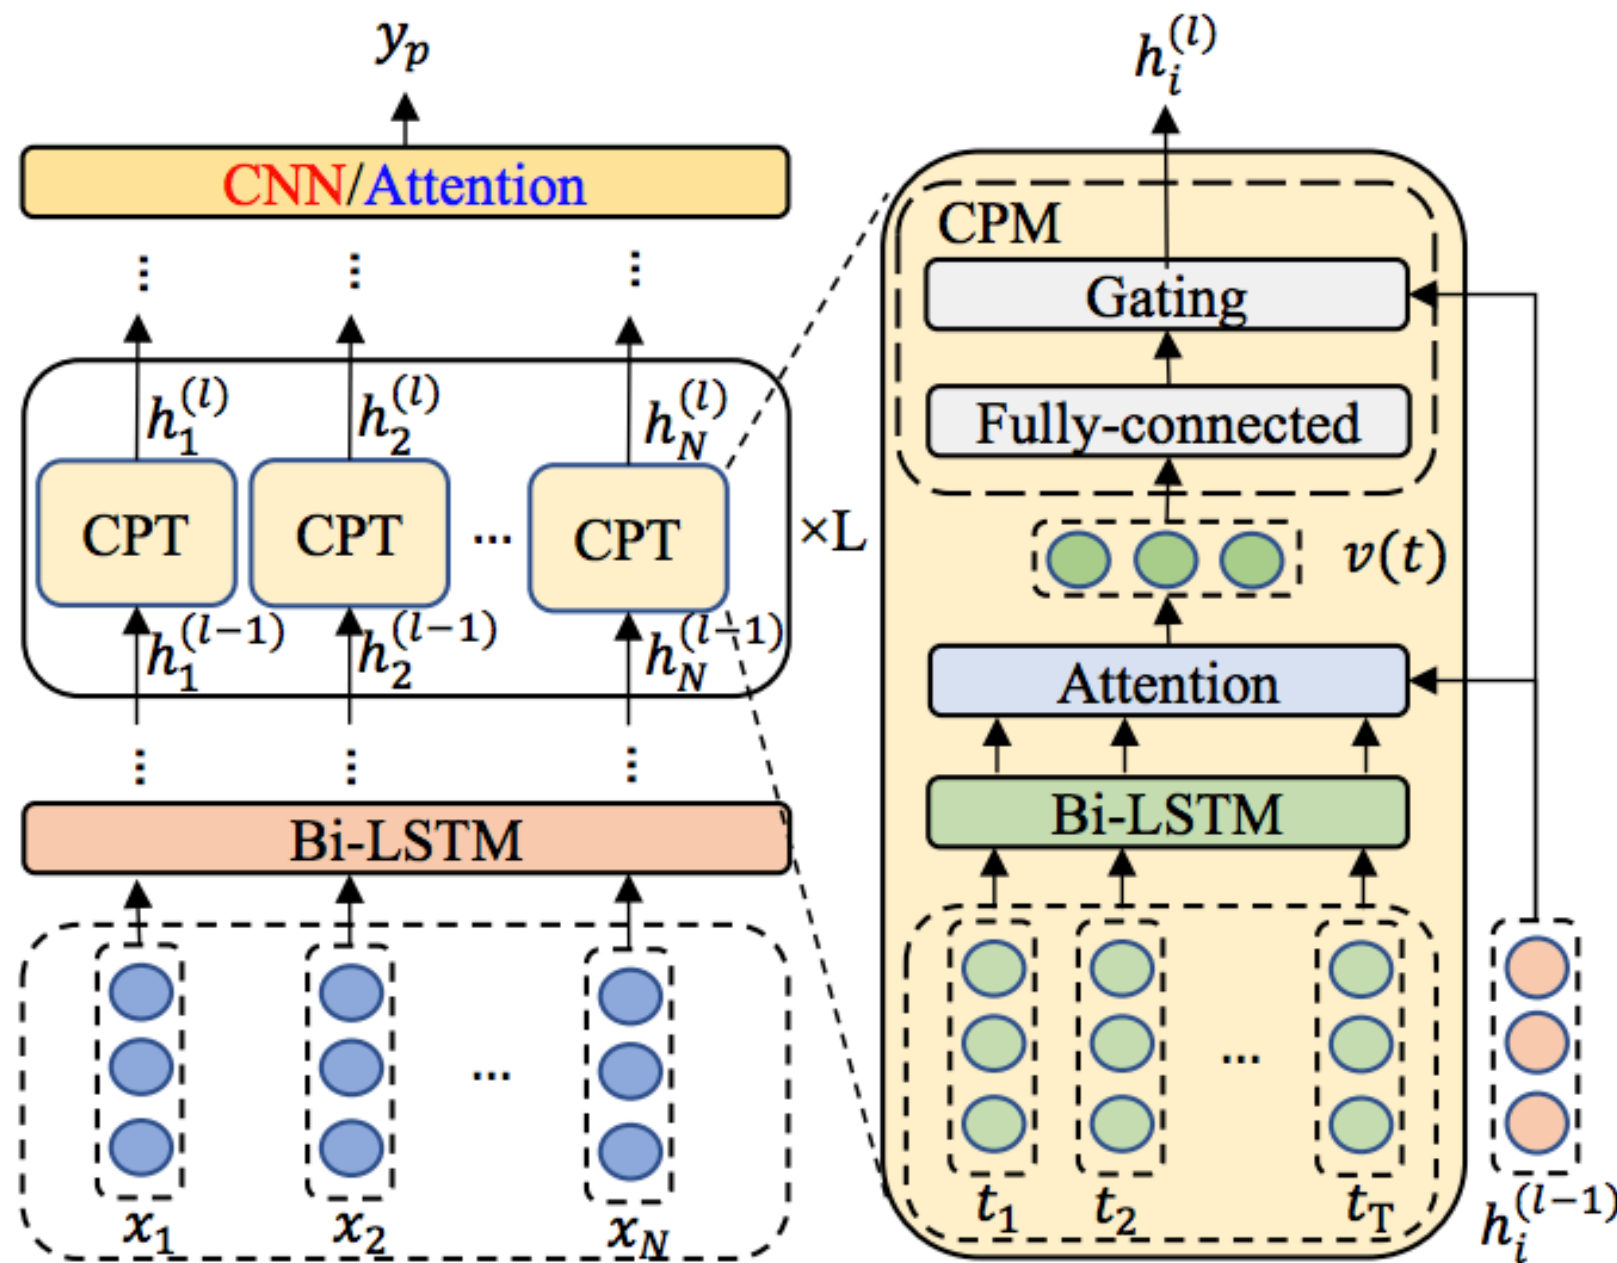 y_p
CNN/Attention
... ... ...
h_1^{(l)} h_2^{(l)} h_N^{(l)}
CPT CPT ... CPT ×L
h_1^{(l-1)} h_2^{(l-1)} h_N^{(l-1)}
... ... ...
Bi-LSTM
...
x_1 x_2 x_N
h_i^{(l)}
CPM
Gating
Fully-connected
v(t)
Attention
Bi-LSTM
...
t_1 t_2 t_T
h_i^{(l-1)}